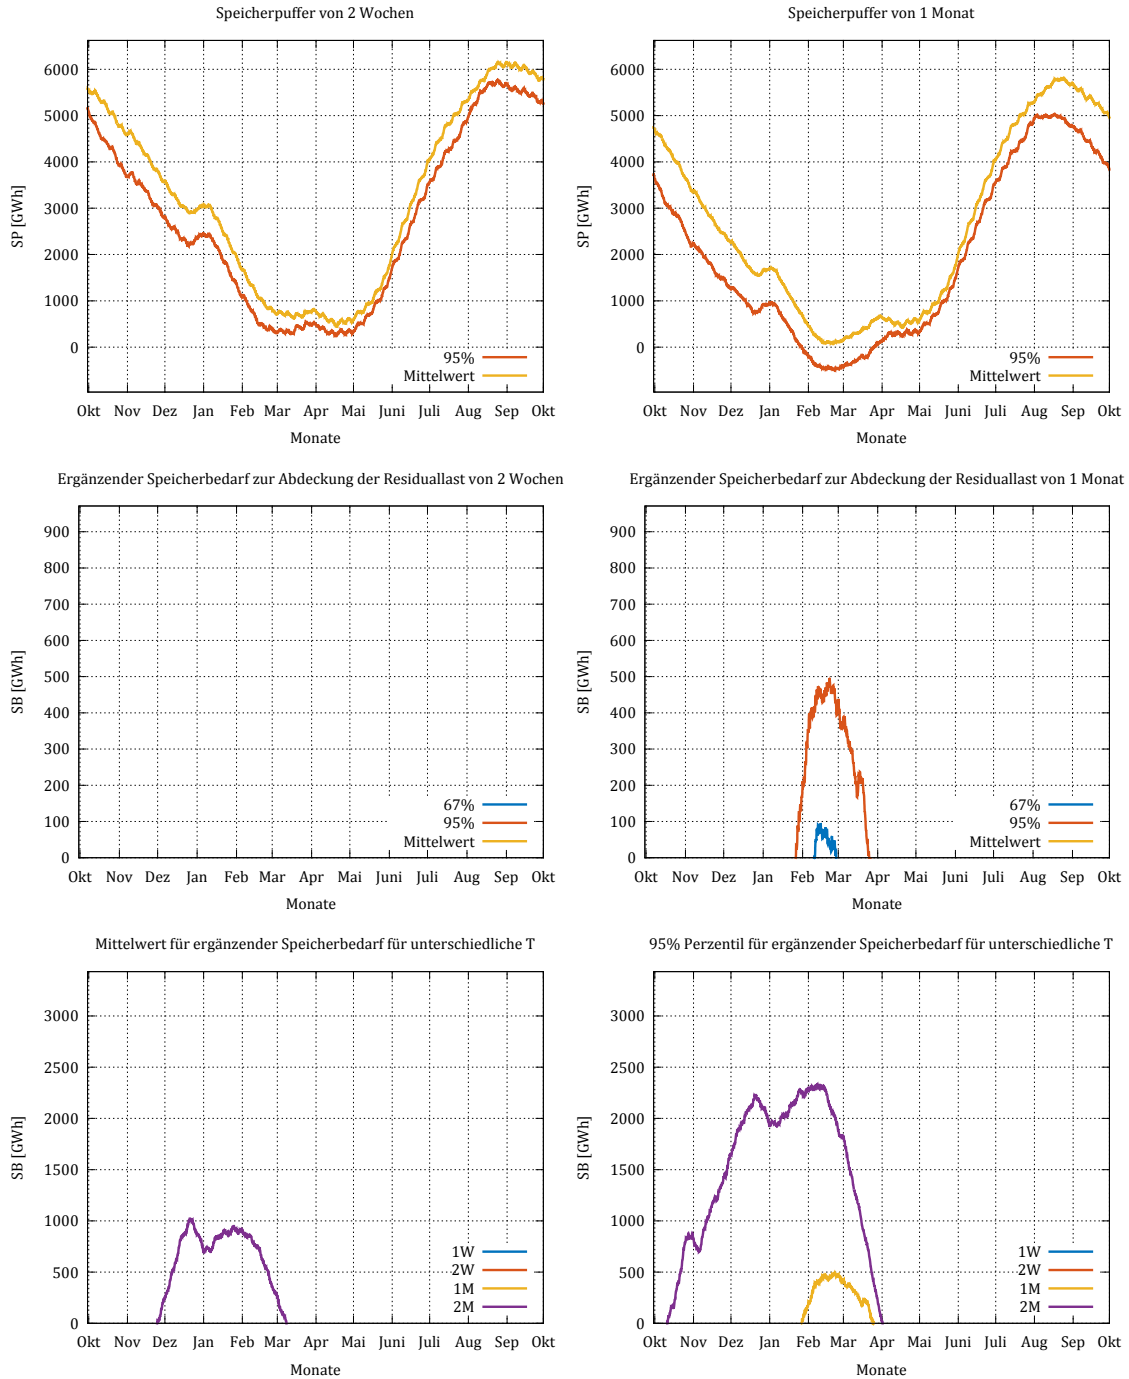 Speicherpuffer von 2 Wochen
6000
5000
4000
3000
2000
1000
0
SP [GWh]
95%
Mittelwert
Okt Nov Dez Jan Feb Mar Apr Mai Juni Juli Aug Sep Okt
Monate
Speicherpuffer von 1 Monat
6000
5000
4000
3000
2000
1000
0
SP [GWh]
95%
Mittelwert
Okt Nov Dez Jan Feb Mar Apr Mai Juni Juli Aug Sep Okt
Monate
Ergänzender Speicherbedarf zur Abdeckung der Residuallast von 2 Wochen
900
800
700
600
500
400
300
200
100
0
SB [GWh]
67%
95%
Mittelwert
Okt Nov Dez Jan Feb Mar Apr Mai Juni Juli Aug Sep Okt
Monate
Ergänzender Speicherbedarf zur Abdeckung der Residuallast von 1 Monat
900
800
700
600
500
400
300
200
100
0
SB [GWh]
67%
95%
Mittelwert
Okt Nov Dez Jan Feb Mar Apr Mai Juni Juli Aug Sep Okt
Monate
Mittelwert für ergänzender Speicherbedarf für unterschiedliche T
3000
2500
2000
1500
1000
500
0
SB [GWh]
1W
2W
1M
2M
Okt Nov Dez Jan Feb Mar Apr Mai Juni Juli Aug Sep Okt
Monate
95% Perzentil für ergänzender Speicherbedarf für unterschiedliche T
3000
2500
2000
1500
1000
500
0
SB [GWh]
1W
2W
1M
2M
Okt Nov Dez Jan Feb Mar Apr Mai Juni Juli Aug Sep Okt
Monate